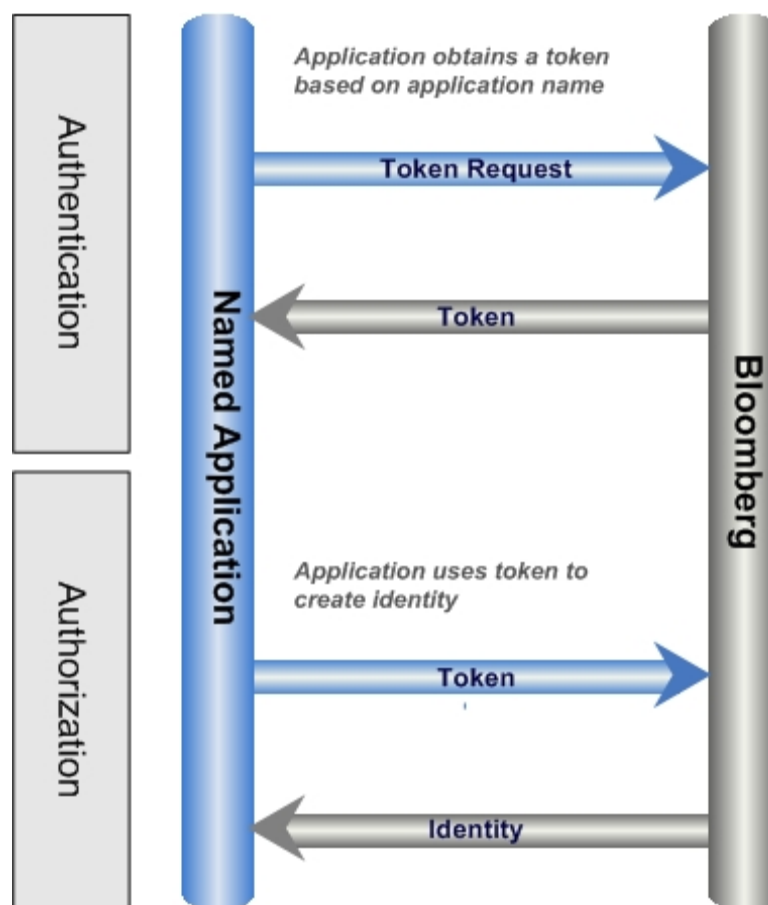 Application obtains a token
based on application name
Authentication
Token Request
Token
Named Application
Bloomberg
Application uses token to
create identity
Authorization
Token
Identity